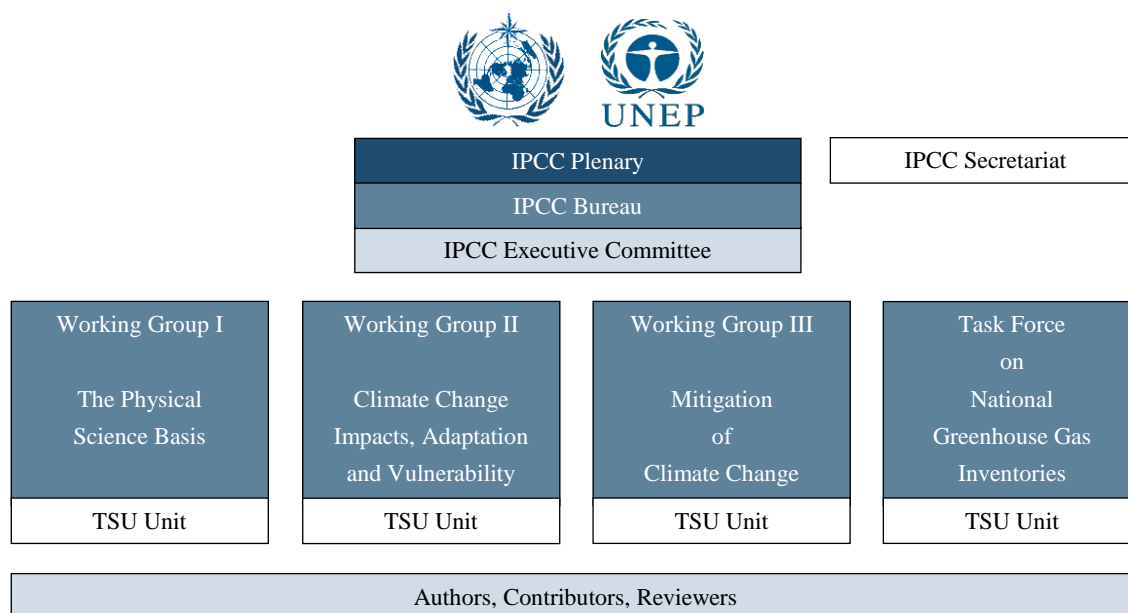 UNEP
IPCC Plenary
IPCC Secretariat
IPCC Bureau
IPCC Executive Committee
Working Group I
The Physical
Science Basis
TSU Unit
Working Group II
Climate Change
Impacts, Adaptation
and Vulnerability
TSU Unit
Working Group III
Mitigation
of
Climate Change
TSU Unit
Task Force
on
National
Greenhouse Gas
Inventories
TSU Unit
Authors, Contributors, Reviewers